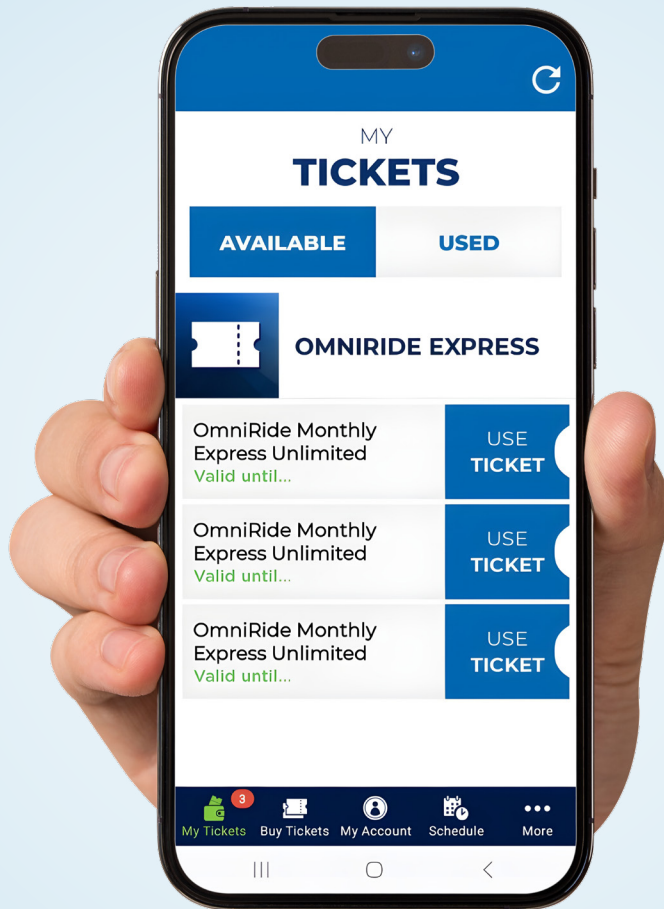 MY
TICKETS
AVAILABLE
USED
OMNIRIDE EXPRESS
OmniRide Monthly
Express Unlimited
Valid until...
USE
TICKET
OmniRide Monthly
Express Unlimited
Valid until...
USE
TICKET
OmniRide Monthly
Express Unlimited
Valid until...
USE
TICKET
3
My Tickets
Buy Tickets
My Account
Schedule
More